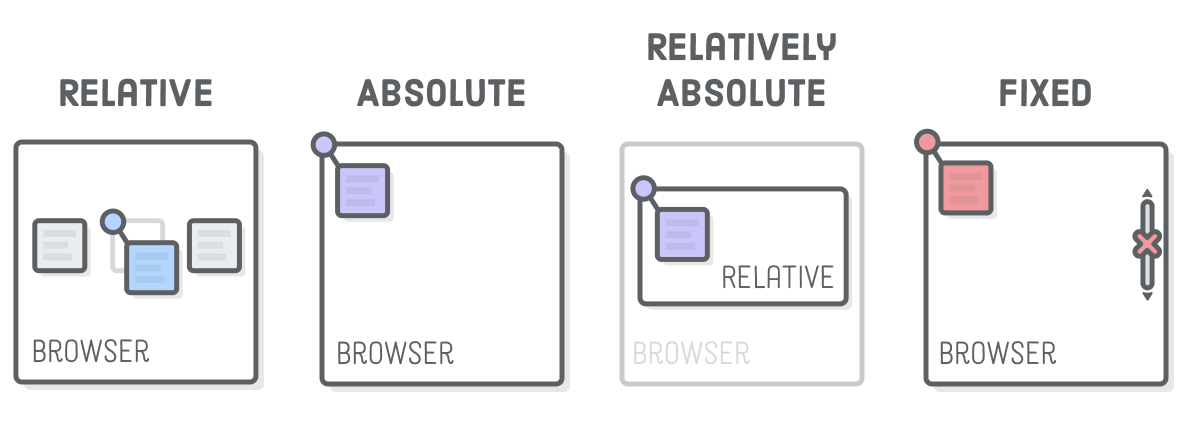 RELATIVE
ABSOLUTE
RELATIVELY
ABSOLUTE
FIXED
BROWSER
BROWSER
RELATIVE
BROWSER
BROWSER